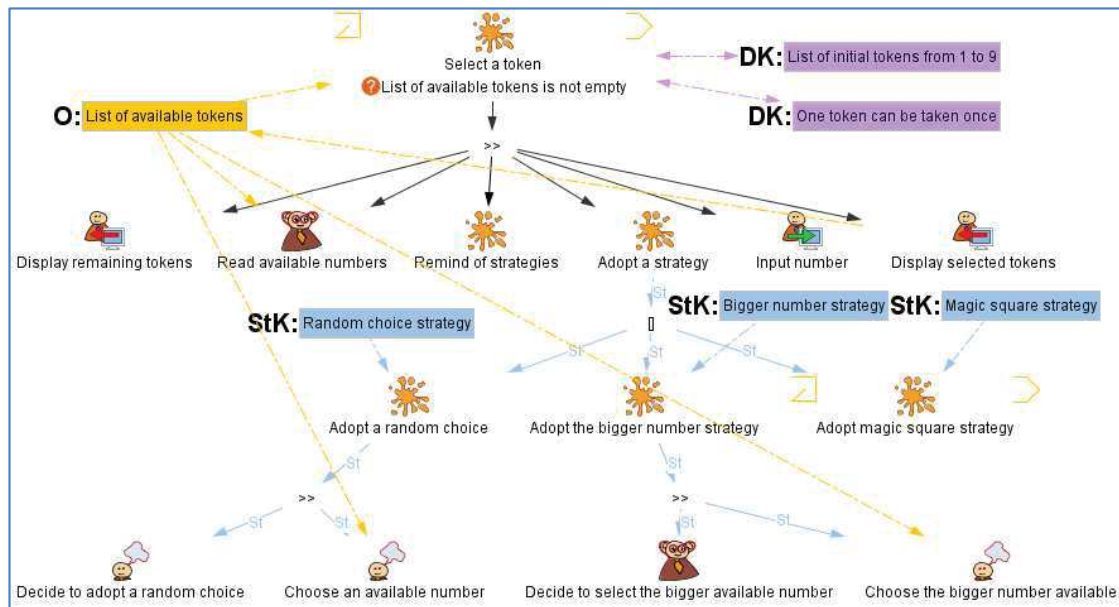 Select a token
List of available tokens is not empty
DK: List of initial tokens from 1 to 9
O: List of available tokens
DK: One token can be taken once
>>
Display remaining tokens
Read available numbers
Remind of strategies
Adopt a strategy
Input number
Display selected tokens
St
StK: Random choice strategy
StK: Bigger number strategy
StK: Magic square strategy
[]
St
St
St
Adopt a random choice
Adopt the bigger number strategy
Adopt magic square strategy
St
St
>>
>>
St
St
St
St
Decide to adopt a random choice
Choose an available number
Decide to select the bigger available number
Choose the bigger number available